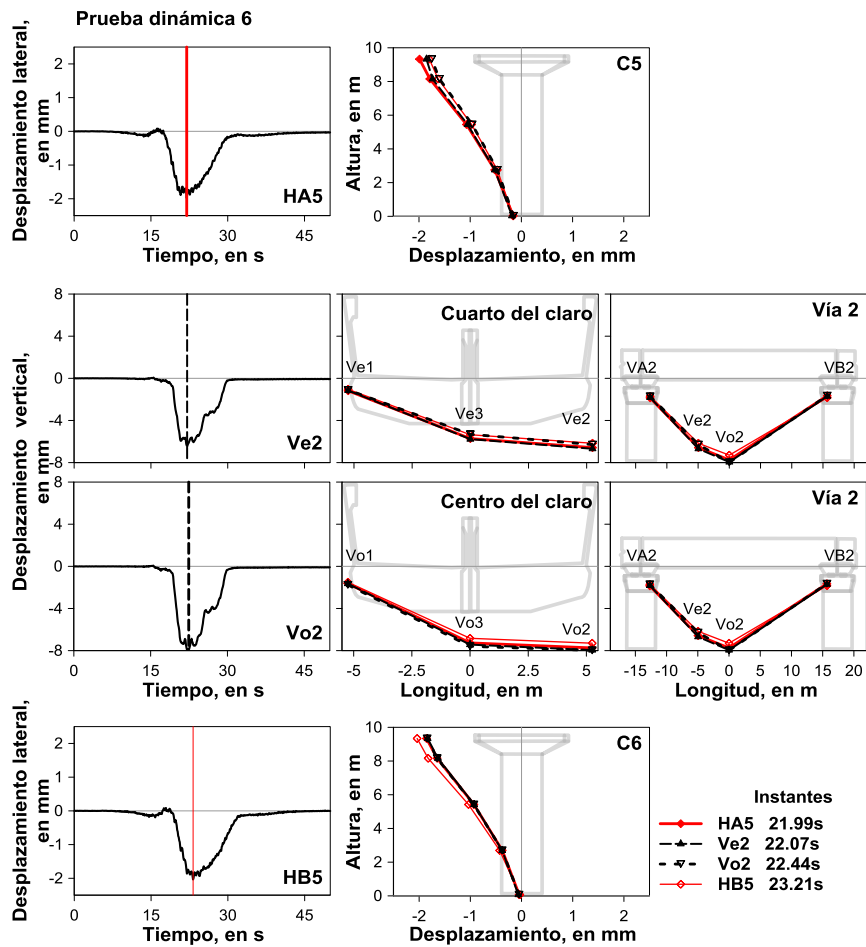 Prueba dinámica 6
Desplazamiento lateral,
en mm
2
1
0
-1
-2
HA5
0 15 30 45
Tiempo, en s
Altura, en m
10
8
6
4
2
0
C5
-2 -1 0 1 2
Desplazamiento, en mm
Desplazamiento vertical,
en mm
8
4
0
-4
-8
Ve2
Cuarto del claro
Ve1
Ve3
Ve2
Vía 2
VA2
VB2
Ve2
Vo2
8
4
0
-4
-8
Vo2
0 15 30 45
Tiempo, en s
Centro del claro
Vo1
Vo3
Vo2
-5 -4 -3 -2 -1 0 1 2 3 4 5
Longitud, en m
Vía 2
VA2
VB2
Ve2
Vo2
-15 -10 -5 0 5 10 15 20
Longitud, en m
Desplazamiento lateral,
en mm
2
1
0
-1
-2
HB5
0 15 30 45
Tiempo, en s
Altura, en m
10
8
6
4
2
0
C6
-2 -1 0 1 2
Desplazamiento, en mm
Instantes
HA5 21.99s
Ve2 22.07s
Vo2 22.44s
HB5 23.21s